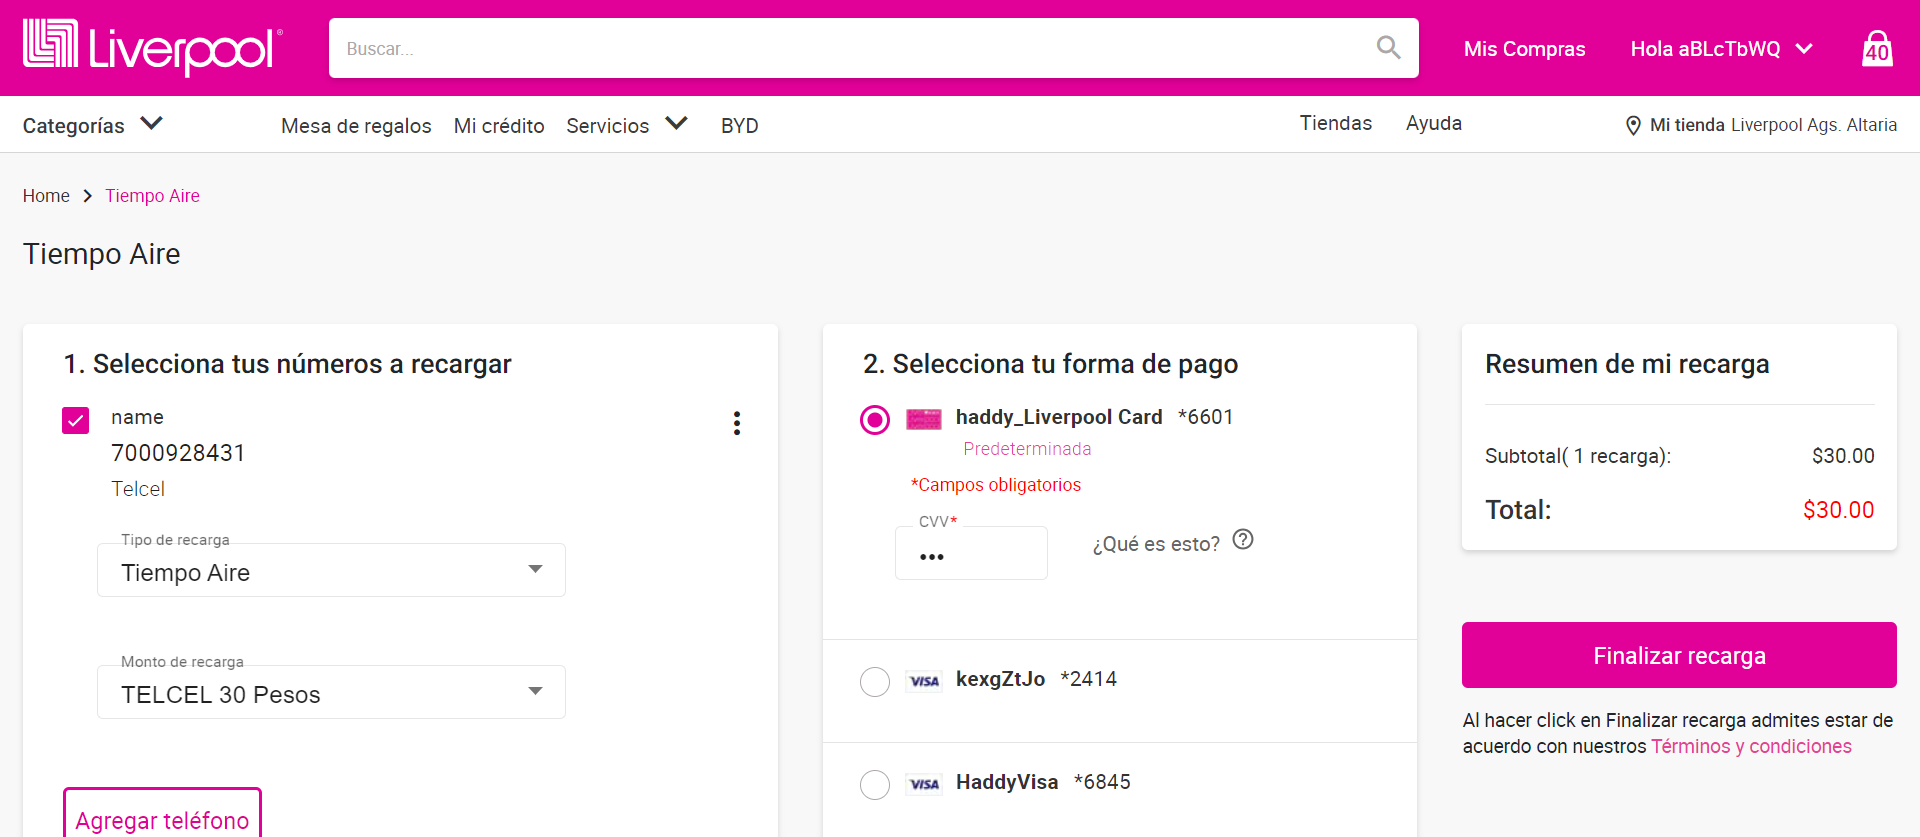 Liverpool®
Buscar...
Mis Compras
Hola aBLcTbWQ
40
Categorías
Mesa de regalos
Mi crédito
Servicios
BYD
Tiendas
Ayuda
Mi tienda Liverpool Ags. Altaria
Home
Tiempo Aire
Tiempo Aire
1. Selecciona tus números a recargar
name
7000928431
Telcel
Tipo de recarga
Tiempo Aire
Monto de recarga
TELCEL 30 Pesos
Agregar teléfono
2. Selecciona tu forma de pago
haddy_Liverpool Card *6601
Predeterminada
*Campos obligatorios
CVV*
•••
¿Qué es esto?
VISA kexgZtJo *2414
VISA HaddyVisa *6845
Resumen de mi recarga
Subtotal( 1 recarga): $30.00
Total: $30.00
Finalizar recarga
Al hacer click en Finalizar recarga admites estar de
acuerdo con nuestros Términos y condiciones